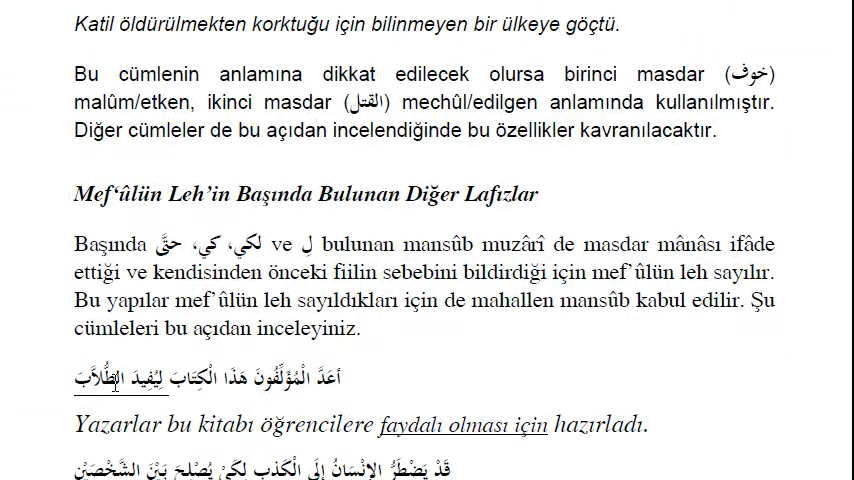 Katil öldürülmekten korktuğu için bilinmeyen bir ülkeye göçtü.
Bu cümlenin anlamına dikkat edilecek olursa birinci masdar (خوف)
malûm/etken, ikinci masdar (القتل) mechûl/edilgen anlamında kullanılmıştır.
Diğer cümleler de bu açıdan incelendiğinde bu özellikler kavranılacaktır.
Mef‘ûlün Leh’in Başında Bulunan Diğer Lafızlar
Başında لكي، كي، حتَّى ve لِ bulunan mansûb muzârî de masdar mânâsı ifâde
ettiği ve kendisinden önceki fiilin sebebini bildirdiği için mef’ûlün leh sayılır.
Bu yapılar mef’ûlün leh sayıldıkları için de mahallen mansûb kabul edilir. Şu
cümleleri bu açıdan inceleyiniz.
أعَدَّ الْمُؤَلِّفُونَ هَذَا الْكِتَابَ لِيُفِيدَ الطُّلاَّبَ
Yazarlar bu kitabı öğrencilere faydalı olması için hazırladı.
قَدْ يَضْطَرُّ الإنْسَانُ إلَى الْكَذِبِ لِكَيْ يُصْلِحَ بَيْنَ الشَّخْصَيْنِ